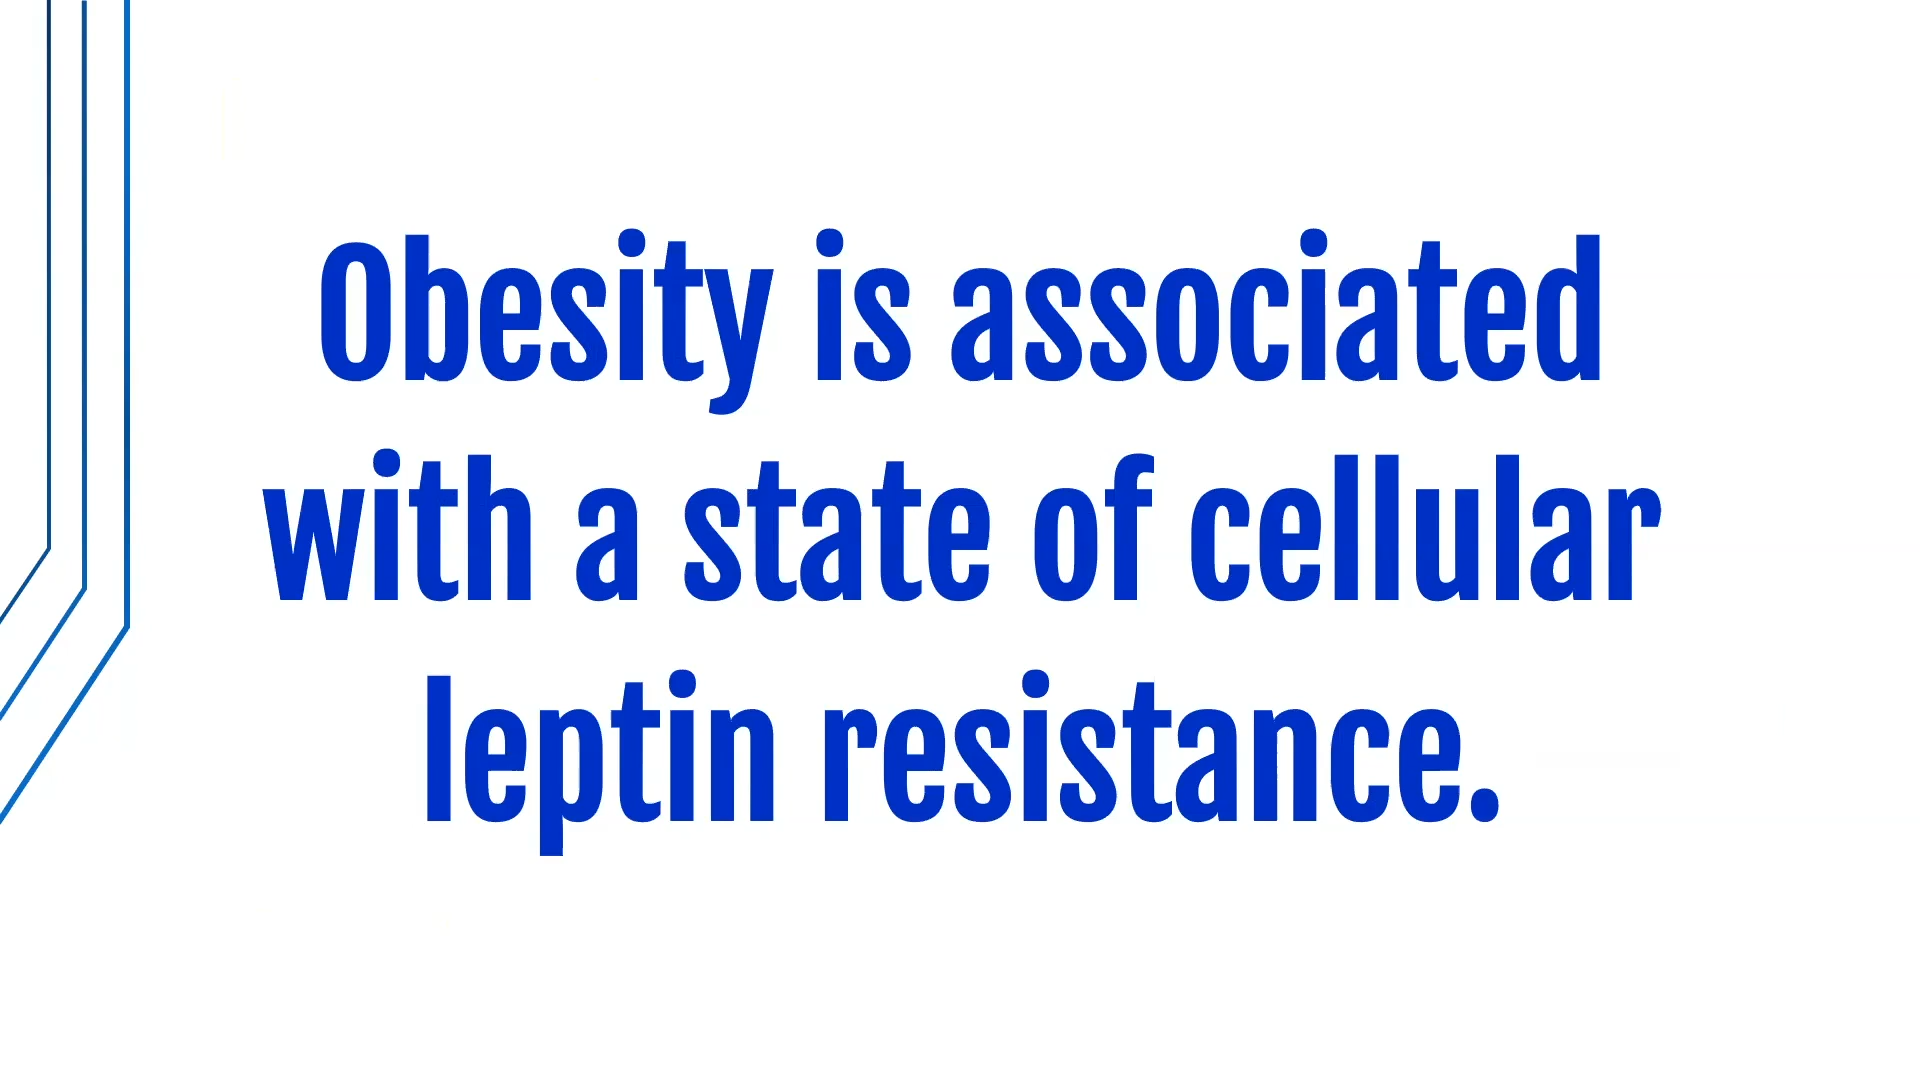 Obesity is associated
with a state of cellular
leptin resistance.